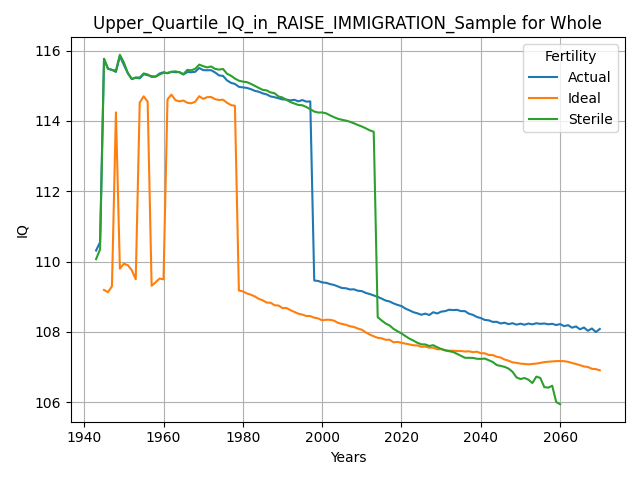 Upper_Quartile_IQ_in_RAISE_IMMIGRATION_Sample for Whole
Fertility
Actual
Ideal
Sterile
IQ
116
114
112
110
108
106
1940
1960
1980
2000
2020
2040
2060
Years